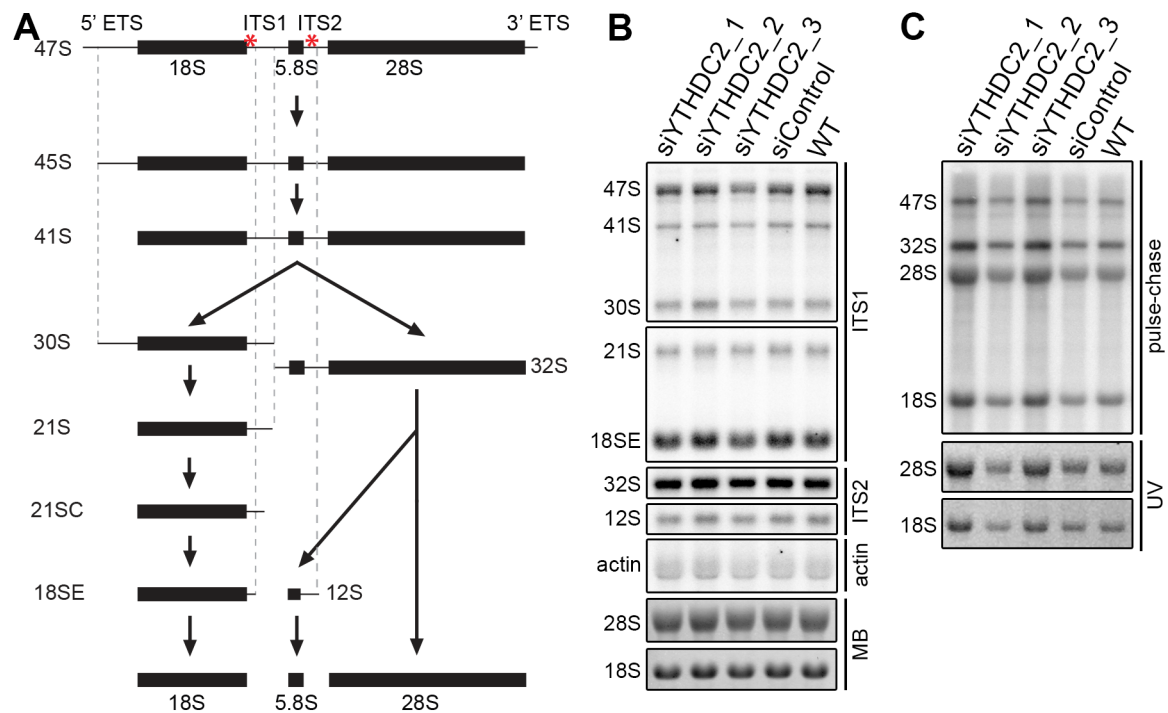 A
5’ ETS ITS1 ITS2 3’ ETS
47S
* *
18S 5.8S 28S
45S
41S
30S
32S
21S
21SC
18SE
12S
18S 5.8S 28S
B
siYTHDC2_1
siYTHDC2_2
siYTHDC2_3
siControl
WT
47S
41S
30S
ITS1
21S
18SE
32S
ITS2
12S
actin
actin
28S
MB
18S
C
siYTHDC2_1
siYTHDC2_2
siYTHDC2_3
siControl
WT
47S
32S
28S
pulse-chase
18S
28S
UV
18S